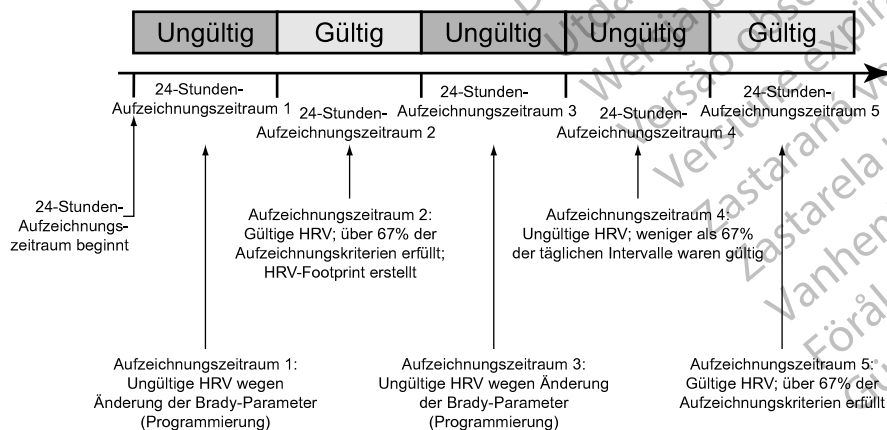 Ungültig Gültig Ungültig Ungültig Gültig
24-Stunden-
Aufzeichnungszeitraum 1
24-Stunden-
Aufzeichnungszeitraum 2
24-Stunden-
Aufzeichnungszeitraum 3
24-Stunden-
Aufzeichnungszeitraum 4
24-Stunden-
Aufzeichnungszeitraum 5
24-Stunden-
Aufzeichnungs-
zeitraum beginnt
Aufzeichnungszeitraum 2:
Gültige HRV; über 67% der
Aufzeichnungskriterien erfüllt;
HRV-Footprint erstellt
Aufzeichnungszeitraum 4:
Ungültige HRV; weniger als 67%
der täglichen Intervalle waren gültig
Aufzeichnungszeitraum 1:
Ungültige HRV wegen
Änderung der Brady-Parameter
(Programmierung)
Aufzeichnungszeitraum 3:
Ungültige HRV wegen Änderung
der Brady-Parameter
(Programmierung)
Aufzeichnungszeitraum 5:
Gültige HRV; über 67% der
Aufzeichnungskriterien erfüllt
Versão
Versiune
Zastarana
Zastarela